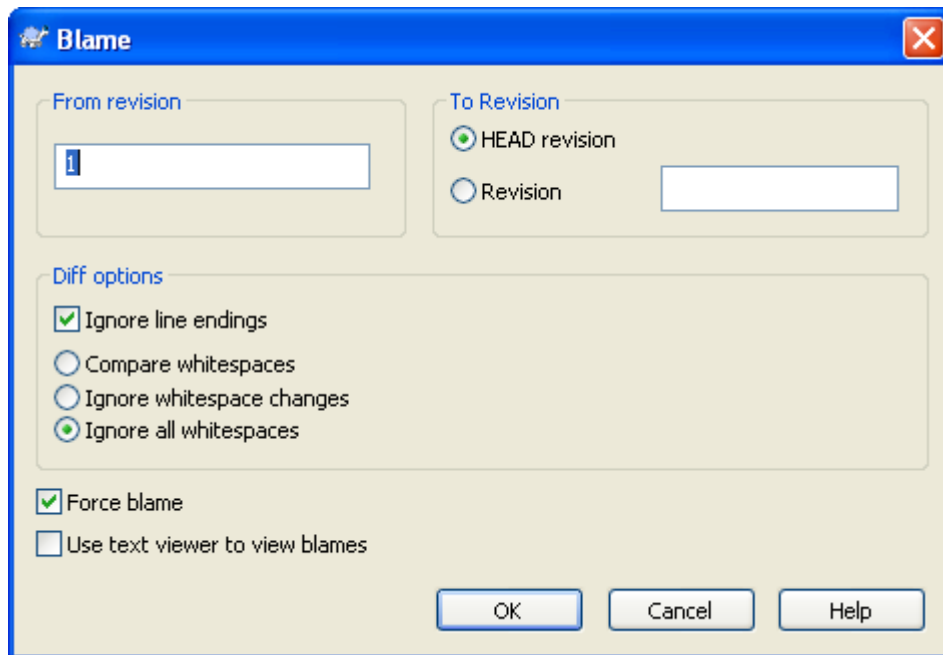 Blame
From revision
1
To Revision
HEAD revision
Revision
Diff options
Ignore line endings
Compare whitespaces
Ignore whitespace changes
Ignore all whitespaces
Force blame
Use text viewer to view blames
OK Cancel Help